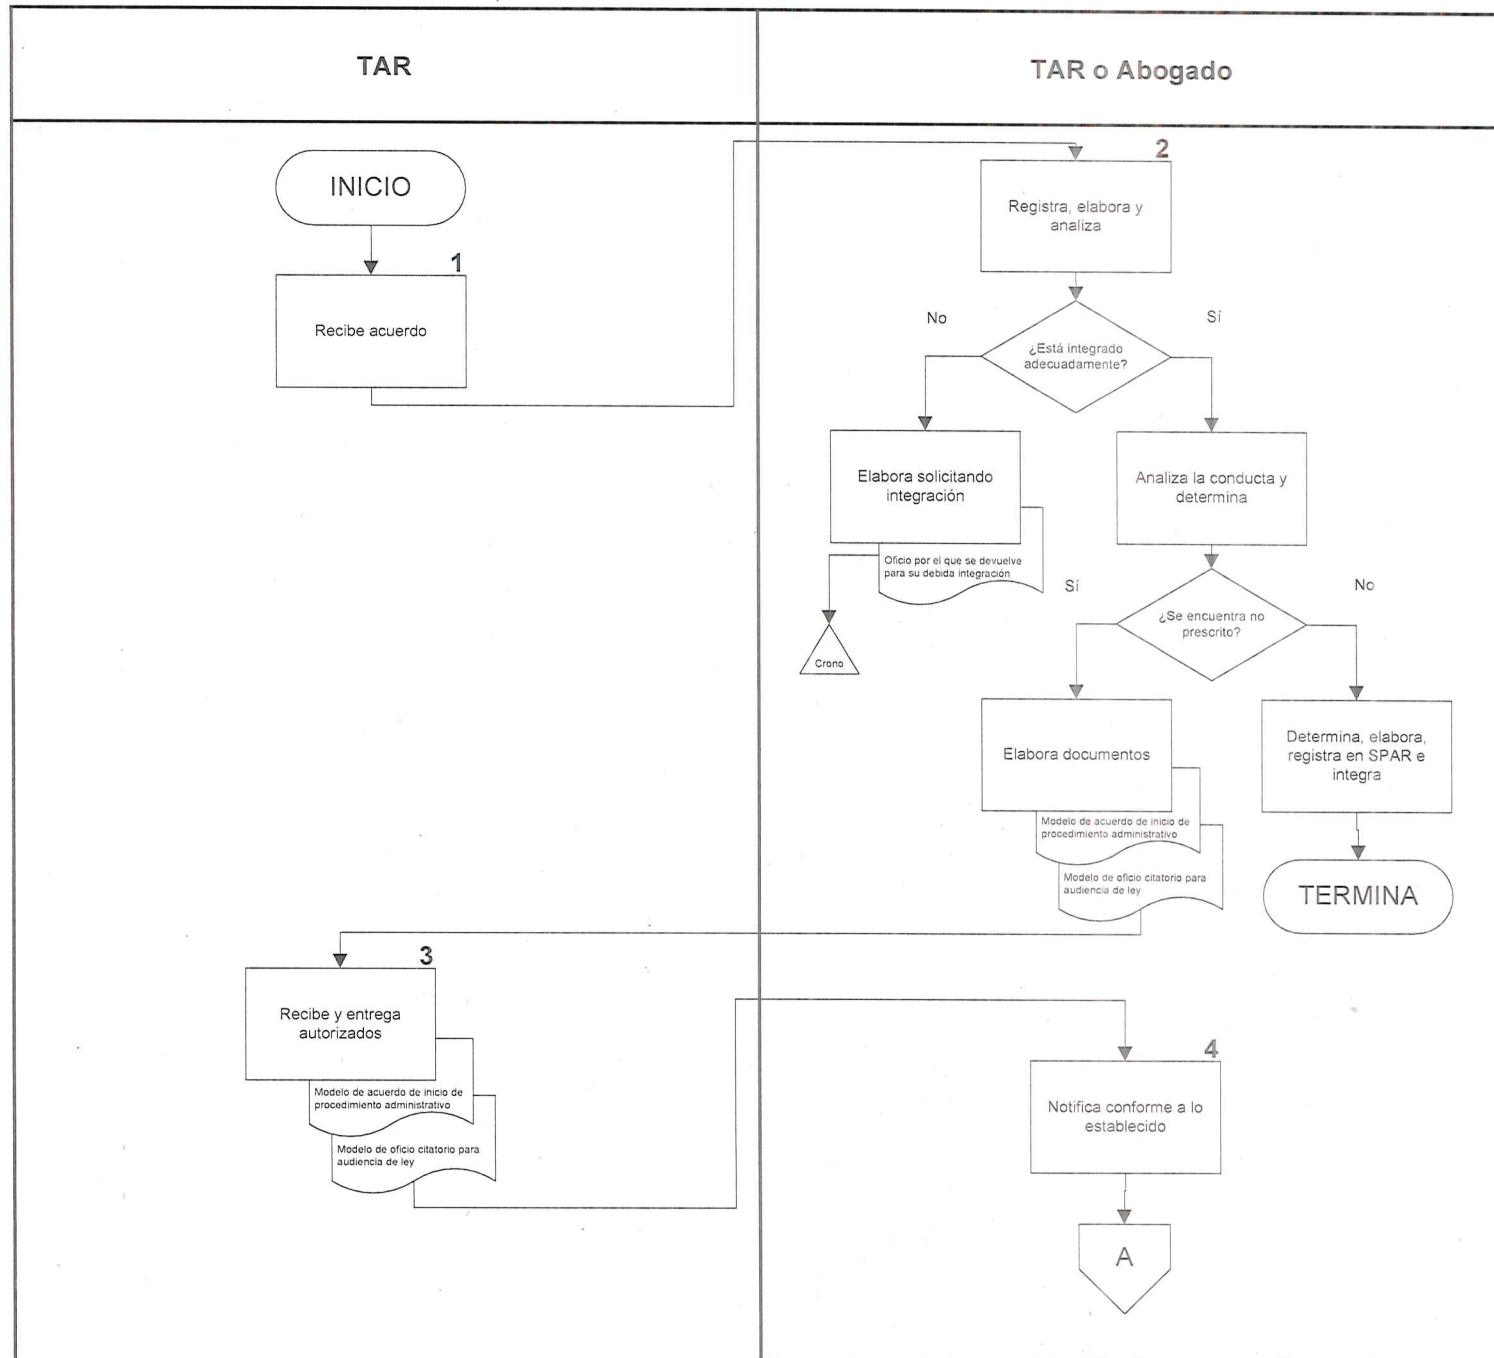 TAR
TAR o Abogado
INICIO
1
Recibe acuerdo
2
Registra, elabora y
analiza
No
Sí
¿Está integrado
adecuadamente?
Elabora solicitando
integración
Oficio por el que se devuelve
para su debida integración
Crono
Analiza la conducta y
determina
Sí
No
¿Se encuentra no
prescrito?
Elabora documentos
Modelo de acuerdo de inicio de
procedimiento administrativo
Modelo de oficio citatorio para
audiencia de ley
Determina, elabora,
registra en SPAR e
integra
TERMINA
3
Recibe y entrega
autorizados
Modelo de acuerdo de inicio de
procedimiento administrativo
Modelo de oficio citatorio para
audiencia de ley
4
Notifica conforme a lo
establecido
A